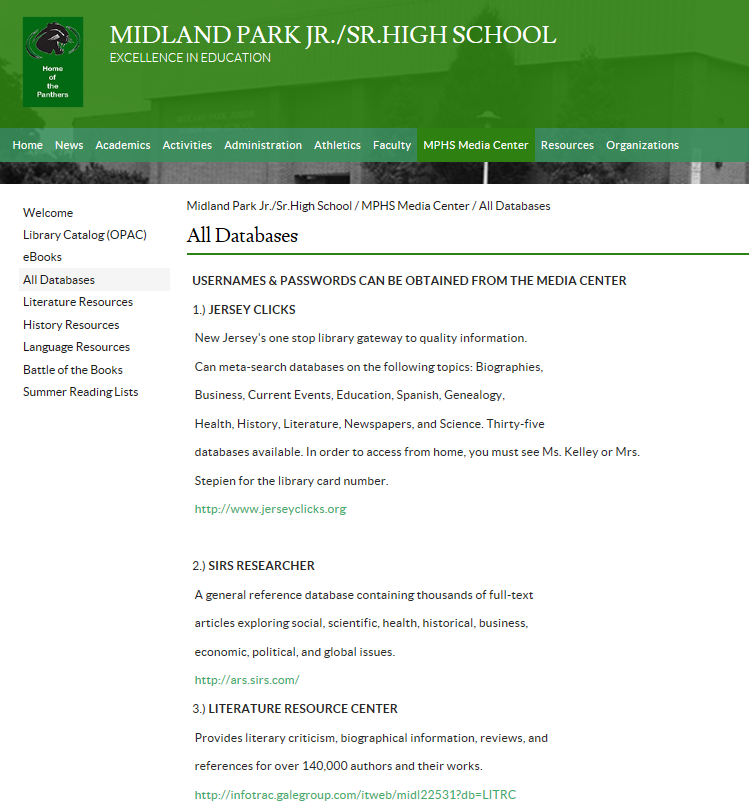 MIDLAND PARK JR./SR.HIGH SCHOOL
EXCELLENCE IN EDUCATION
Home
of
the
Panthers
Home News Academics Activities Administration Athletics Faculty MPHS Media Center Resources Organizations
Welcome
Library Catalog (OPAC)
eBooks
All Databases
Literature Resources
History Resources
Language Resources
Battle of the Books
Summer Reading Lists
Midland Park Jr./Sr.High School / MPHS Media Center / All Databases
All Databases
USERNAMES & PASSWORDS CAN BE OBTAINED FROM THE MEDIA CENTER
1.) JERSEY CLICKS
New Jersey's one stop library gateway to quality information.
Can meta-search databases on the following topics: Biographies,
Business, Current Events, Education, Spanish, Genealogy,
Health, History, Literature, Newspapers, and Science. Thirty-five
databases available. In order to access from home, you must see Ms. Kelley or Mrs.
Stepien for the library card number.
http://www.jerseyclicks.org
2.) SIRS RESEARCHER
A general reference database containing thousands of full-text
articles exploring social, scientific, health, historical, business,
economic, political, and global issues.
http://ars.sirs.com/
3.) LITERATURE RESOURCE CENTER
Provides literary criticism, biographical information, reviews, and
references for over 140,000 authors and their works.
http://infotrac.galegroup.com/itweb/midl22531?db=LITRC